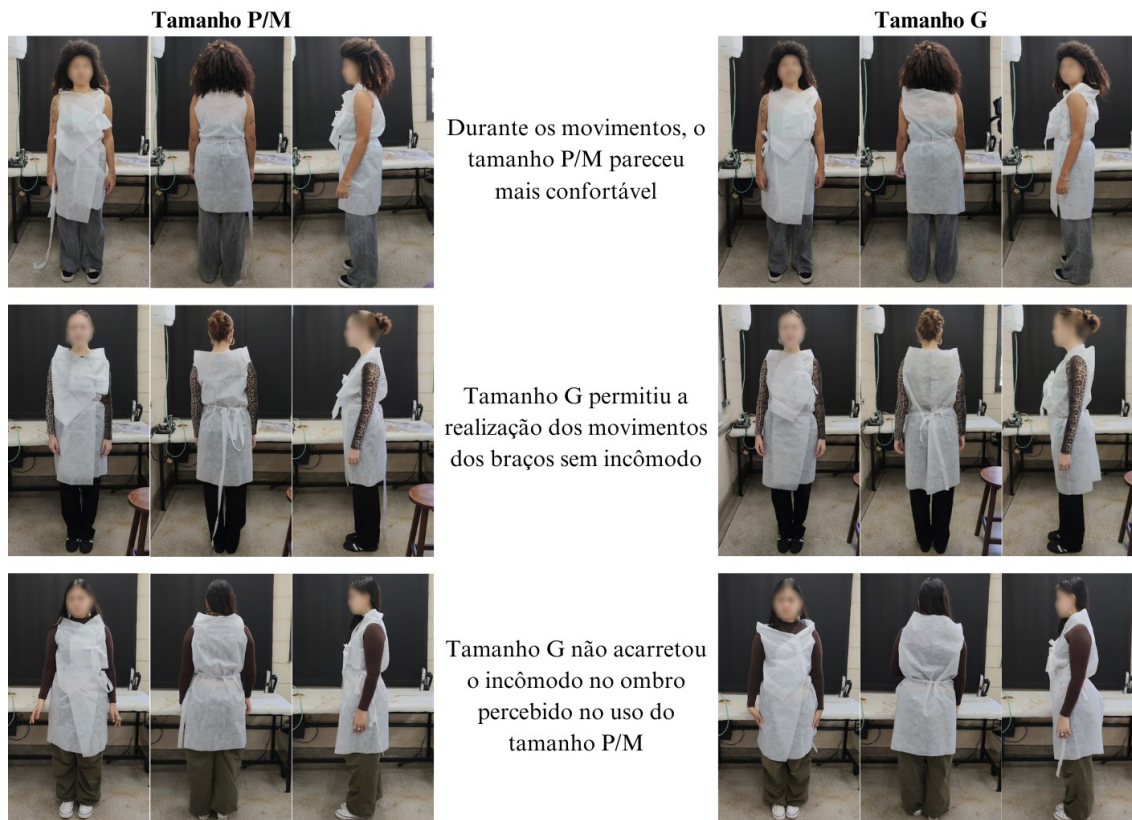 Tamanho P/M
Tamanho G
Durante os movimentos, o
tamanho P/M pareceu
mais confortável
Tamanho G permitiu a
realização dos movimentos
dos braços sem incômodo
Tamanho G não acarretou
o incômodo no ombro
percebido no uso do
tamanho P/M